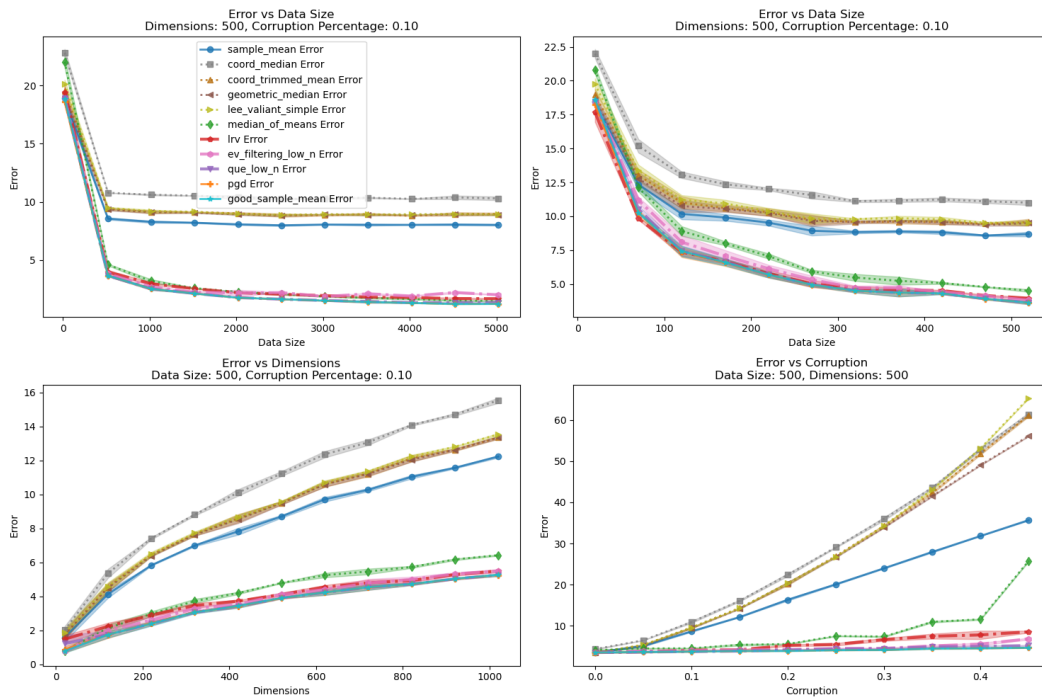 Error vs Data Size
Dimensions: 500, Corruption Percentage: 0.10
Error
20
15
10
5
sample_mean Error
coord_median Error
coord_trimmed_mean Error
geometric_median Error
lee_valiant_simple Error
median_of_means Error
lrv Error
ev_filtering_low_n Error
que_low_n Error
pgd Error
good_sample_mean Error
0 1000 2000 3000 4000 5000
Data Size
Error vs Data Size
Dimensions: 500, Corruption Percentage: 0.10
Error
22.5
20.0
17.5
15.0
12.5
10.0
7.5
5.0
0 100 200 300 400 500
Data Size
Error vs Dimensions
Data Size: 500, Corruption Percentage: 0.10
Error
16
14
12
10
8
6
4
2
0
0 200 400 600 800 1000
Dimensions
Error vs Corruption
Data Size: 500, Dimensions: 500
Error
60
50
40
30
20
10
0
0.0 0.1 0.2 0.3 0.4
Corruption